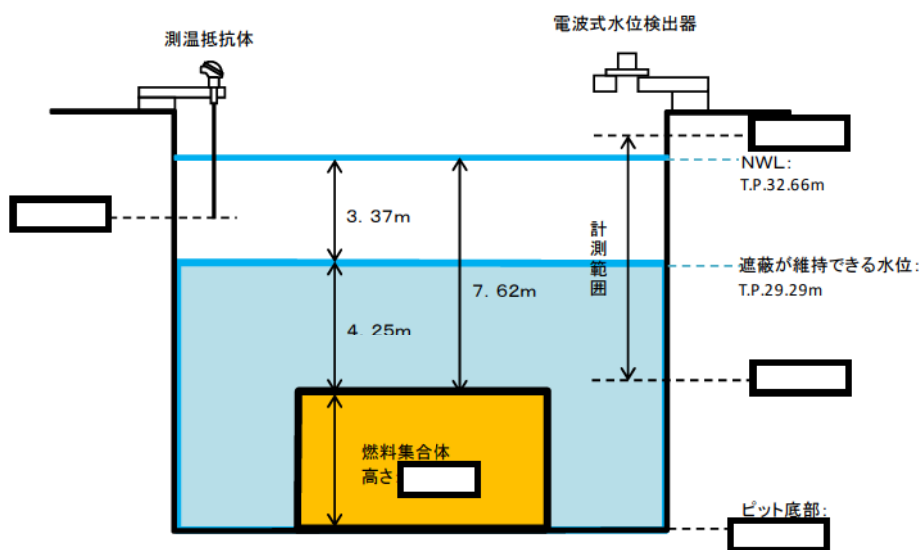 測温抵抗体
電波式水位検出器
NWL:
T.P.32.66m
3.37m
計測範囲
遮蔽が維持できる水位:
T.P.29.29m
7.62m
4.25m
燃料集合体
高さ:
ピット底部: